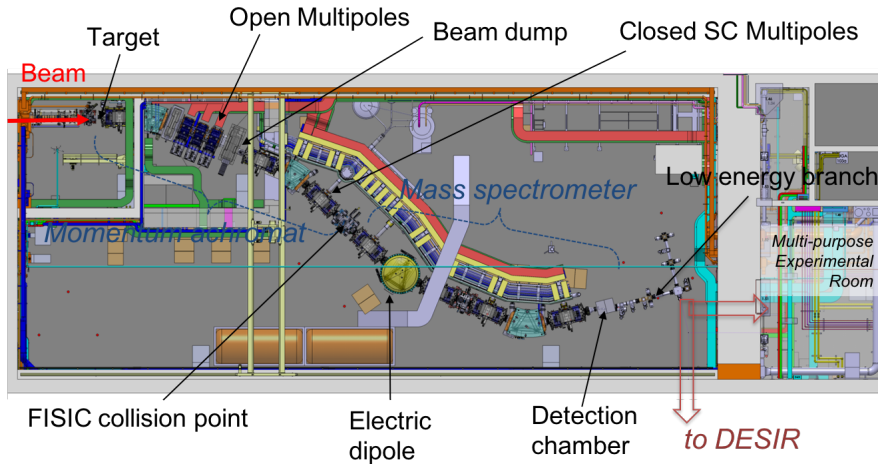 Target
Open Multipoles
Beam dump
Closed SC Multipoles
Beam
Mass spectrometer
Low energy branch
Momentum achromat
Multi-purpose
Experimental
Room
FISIC collision point
Electric
dipole
Detection
chamber
to DESIR